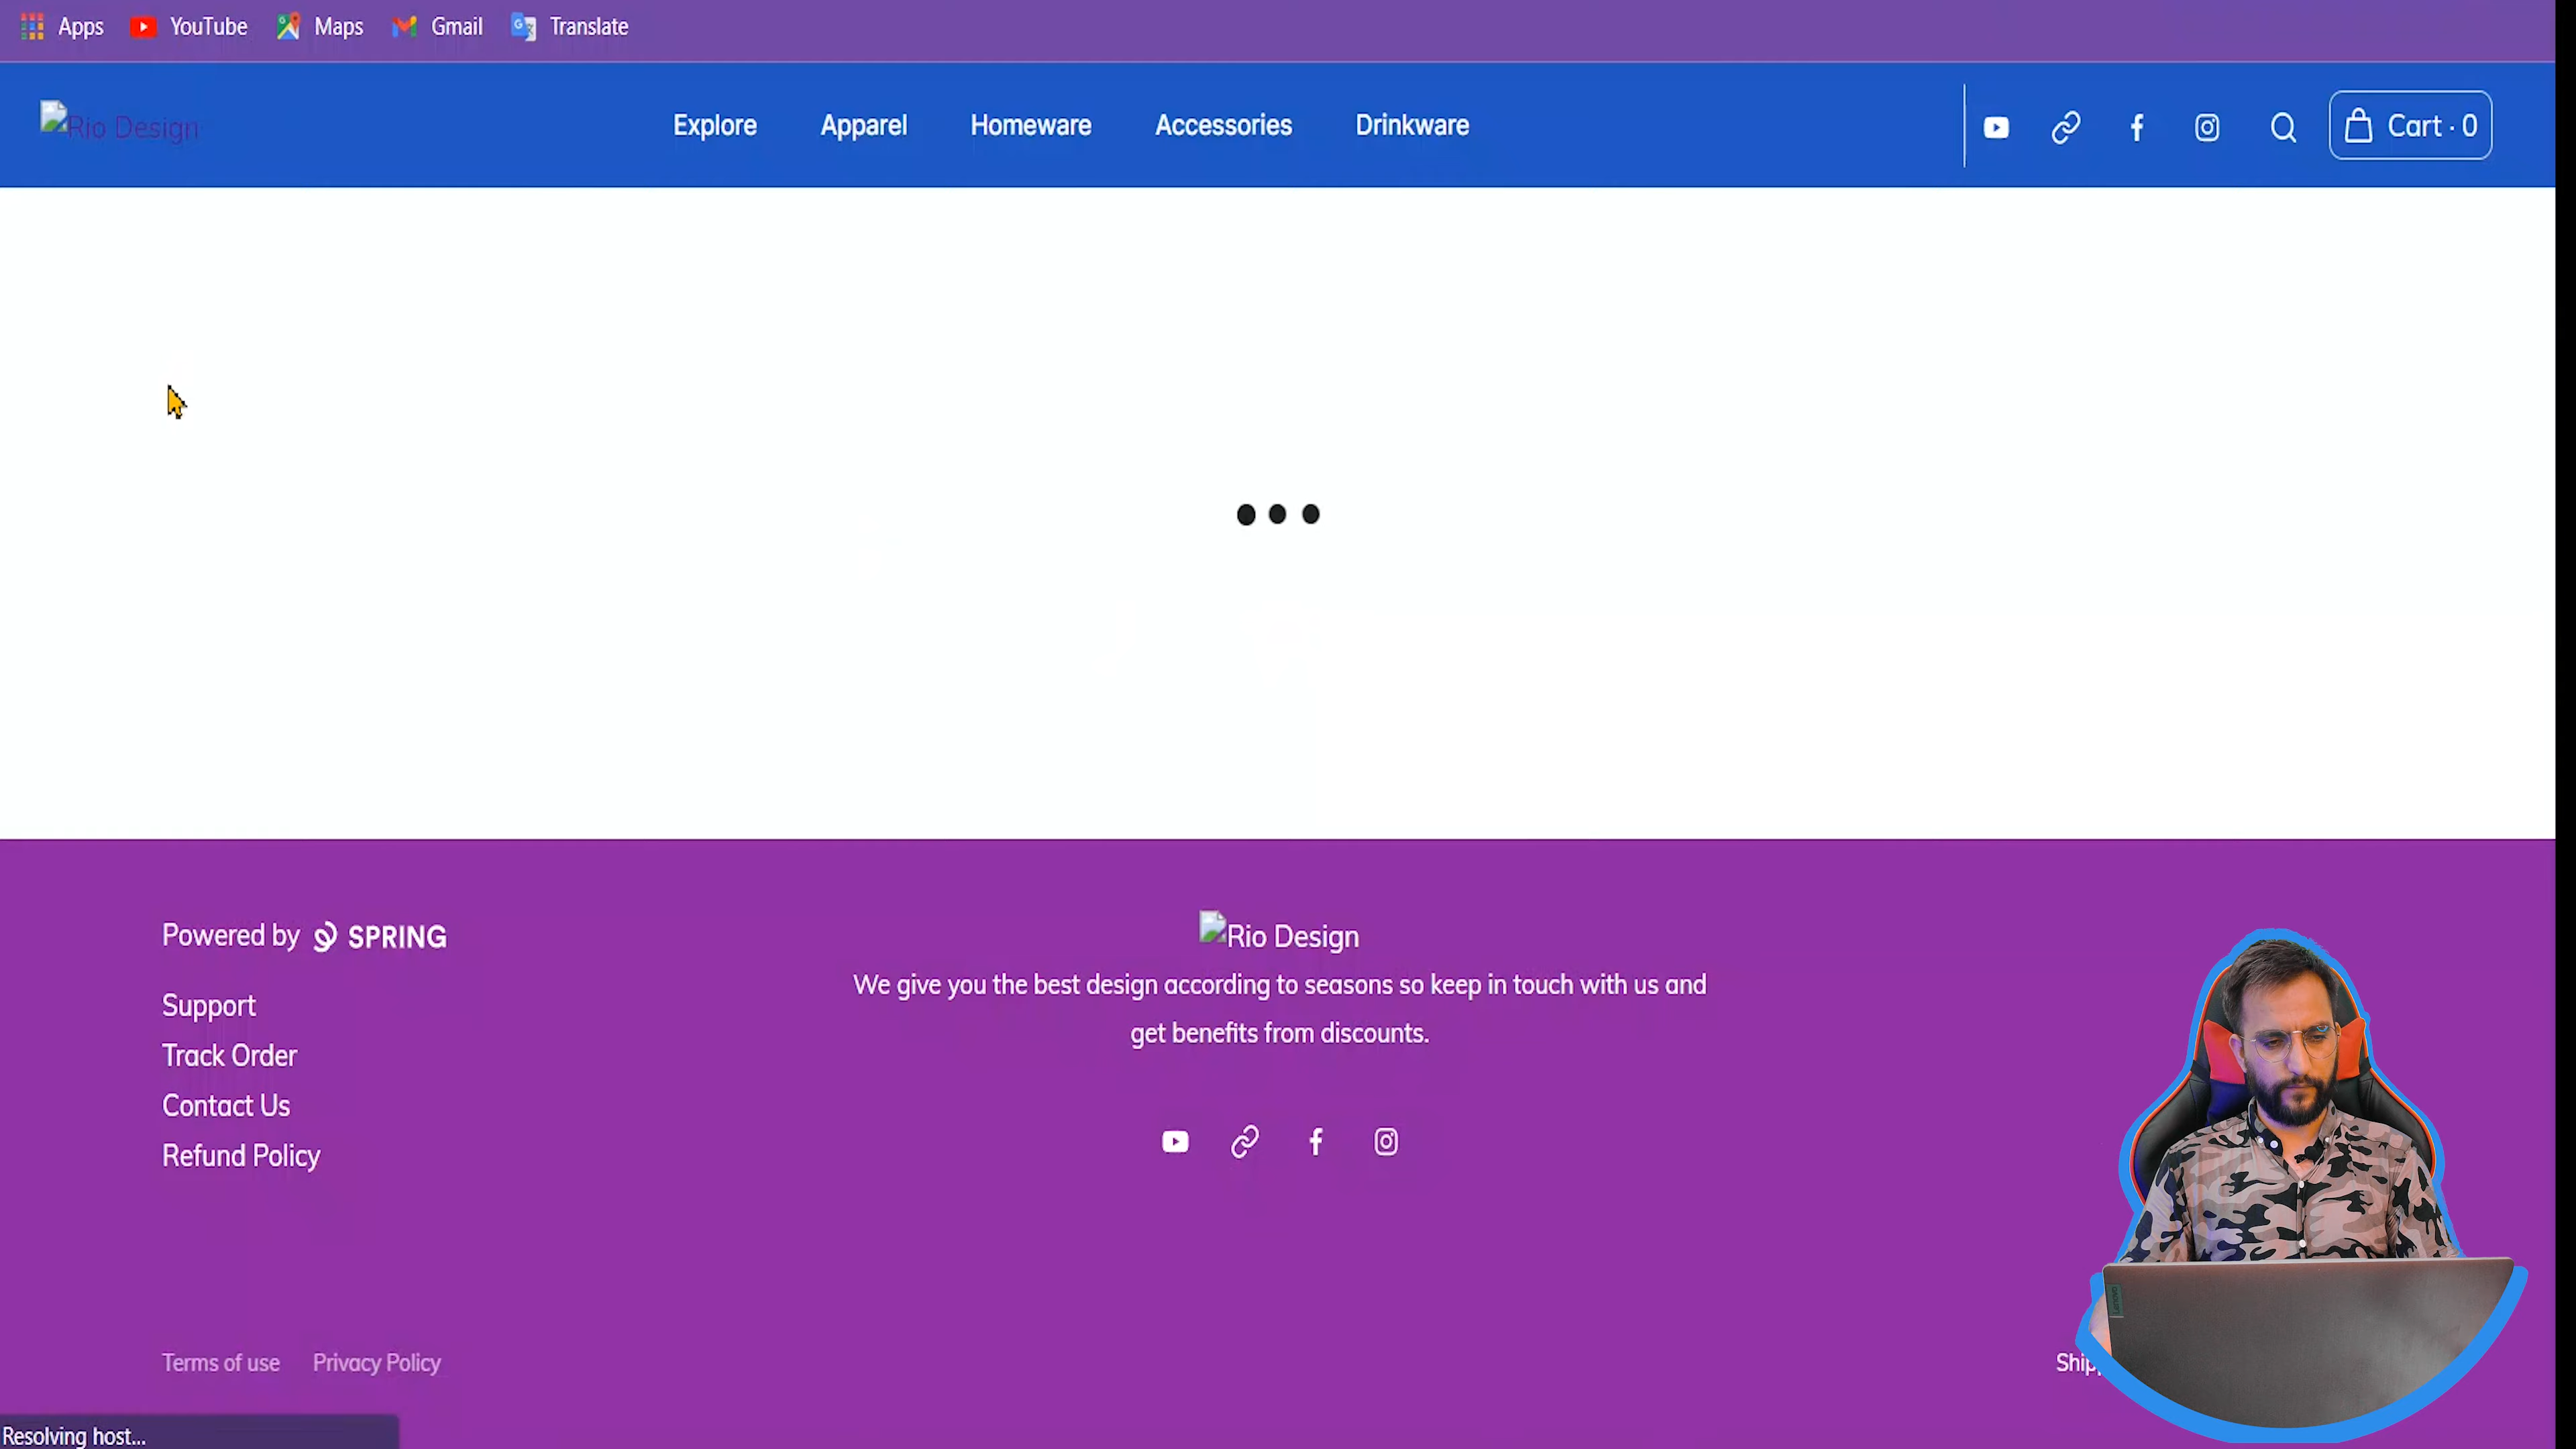 Apps YouTube Maps Gmail Translate
Rio Design Explore Apparel Homeware Accessories Drinkware Cart · 0
Powered by SPRING
Support
Track Order
Contact Us
Refund Policy
Rio Design
We give you the best design according to seasons so keep in touch with us and
get benefits from discounts.
Terms of use Privacy Policy
Resolving host...
Lenovo